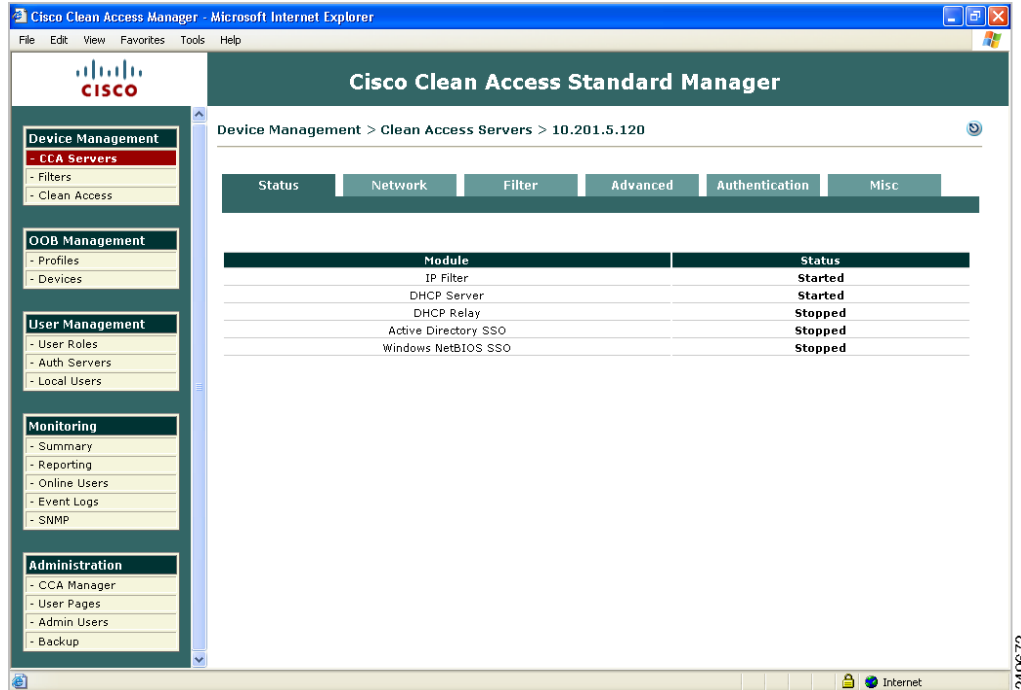 Cisco Clean Access Manager - Microsoft Internet Explorer
File Edit View Favorites Tools Help
CISCO
Cisco Clean Access Standard Manager
Device Management
- CCA Servers
- Filters
- Clean Access
OOB Management
- Profiles
- Devices
User Management
- User Roles
- Auth Servers
- Local Users
Monitoring
- Summary
- Reporting
- Online Users
- Event Logs
- SNMP
Administration
- CCA Manager
- User Pages
- Admin Users
- Backup
Device Management > Clean Access Servers > 10.201.5.120
Status Network Filter Advanced Authentication Misc
Module Status
IP Filter Started
DHCP Server Started
DHCP Relay Stopped
Active Directory SSO Stopped
Windows NetBIOS SSO Stopped
Internet